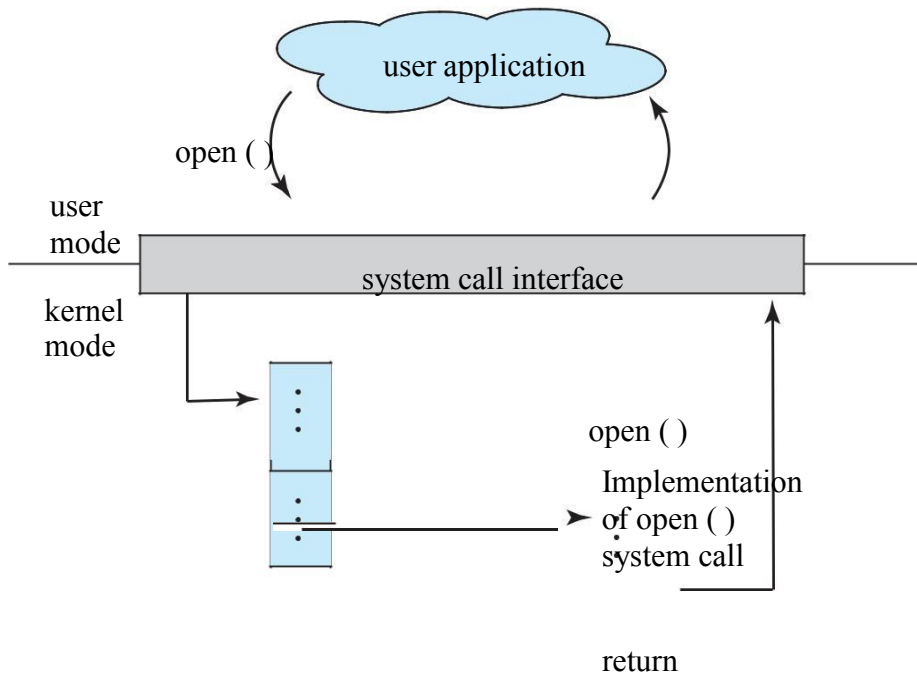 user application
open ( )
user
mode
system call interface
kernel
mode
open ( )
Implementation
of open ( )
system call
return